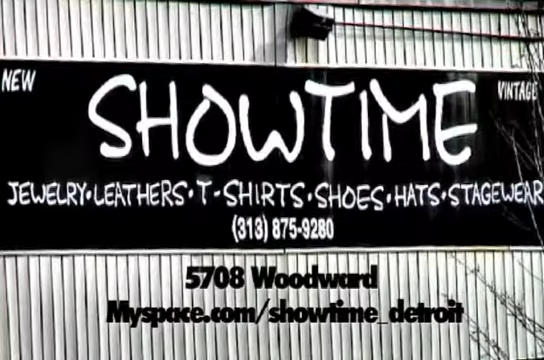 NEW
VINTAGE
SHOWTIME
JEWELRY•LEATHERS•T-SHIRTS•SHOES•HATS•STAGEWEAR
(313) 875-9280
5708 Woodward
Myspace.com/showtime_detroit